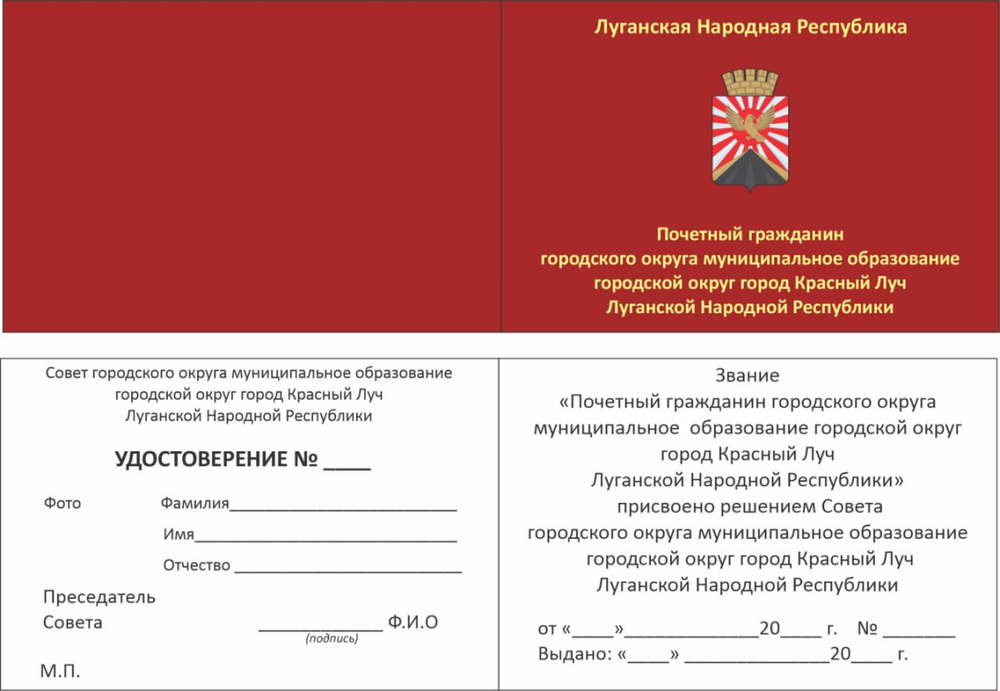 Луганская Народная Республика
Почетный гражданин
городского округа муниципальное образование
городской округ город Красный Луч
Луганской Народной Республики
Совет городского округа муниципальное образование
городской округ город Красный Луч
Луганской Народной Республики
УДОСТОВЕРЕНИЕ № ____
Фото Фамилия__________________________
Имя______________________________
Отчество __________________________
Преседатель
Совета ____________ Ф.И.О
(подпись)
М.П.
Звание
«Почетный гражданин городского округа
муниципальное образование городской округ
город Красный Луч
Луганской Народной Республики»
присвоено решением Совета
городского округа муниципальное образование
городской округ город Красный Луч
Луганской Народной Республики
от «____»_____________20____ г. № _______
Выдано: «____» ______________20____ г.